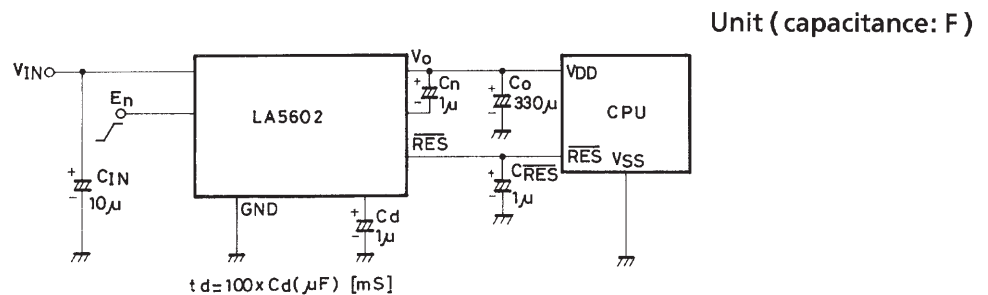 Unit (capacitance: F)
VINO
Vo
VDD
+
Cn
-
1μ
+
Co
-
330μ
En
LA5602
CPU
RES
RES
VSS
+
CIN
-
10μ
+
CRES
-
1μ
GND
+
Cd
-
1μ
td=100×Cd(μF) [mS]